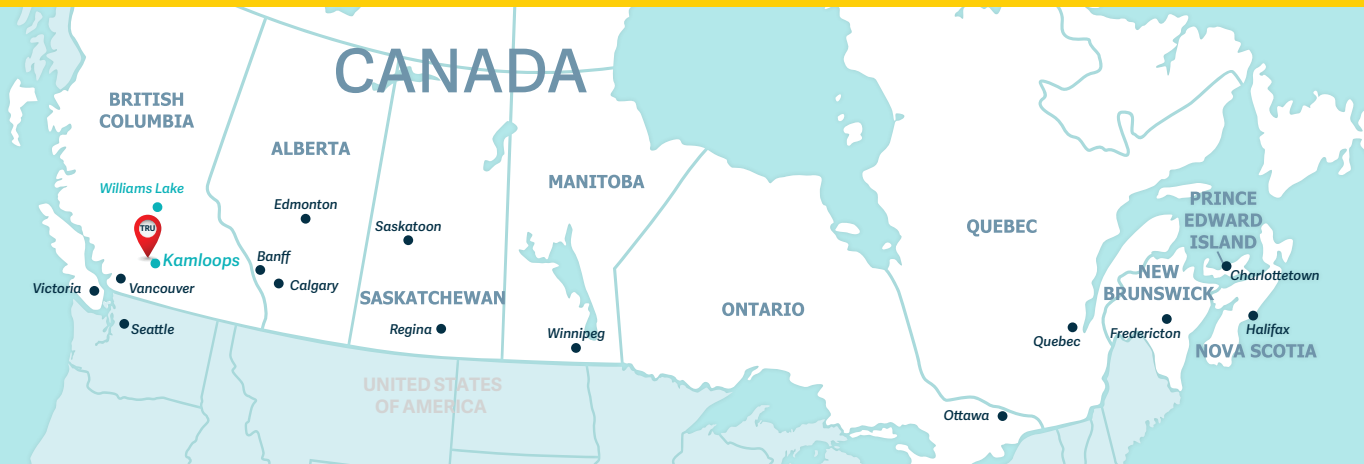 CANADA
BRITISH
COLUMBIA
ALBERTA
MANITOBA
Williams Lake
PRINCE
EDWARD
ISLAND
Edmonton
Saskatoon
QUEBEC
TRU
Kamloops
Banff
Charlottetown
NEW
BRUNSWICK
Victoria
Vancouver
Calgary
SASKATCHEWAN
ONTARIO
Seattle
Regina
Winnipeg
Quebec
Fredericton
Halifax
NOVA SCOTIA
UNITED STATES
OF AMERICA
Ottawa